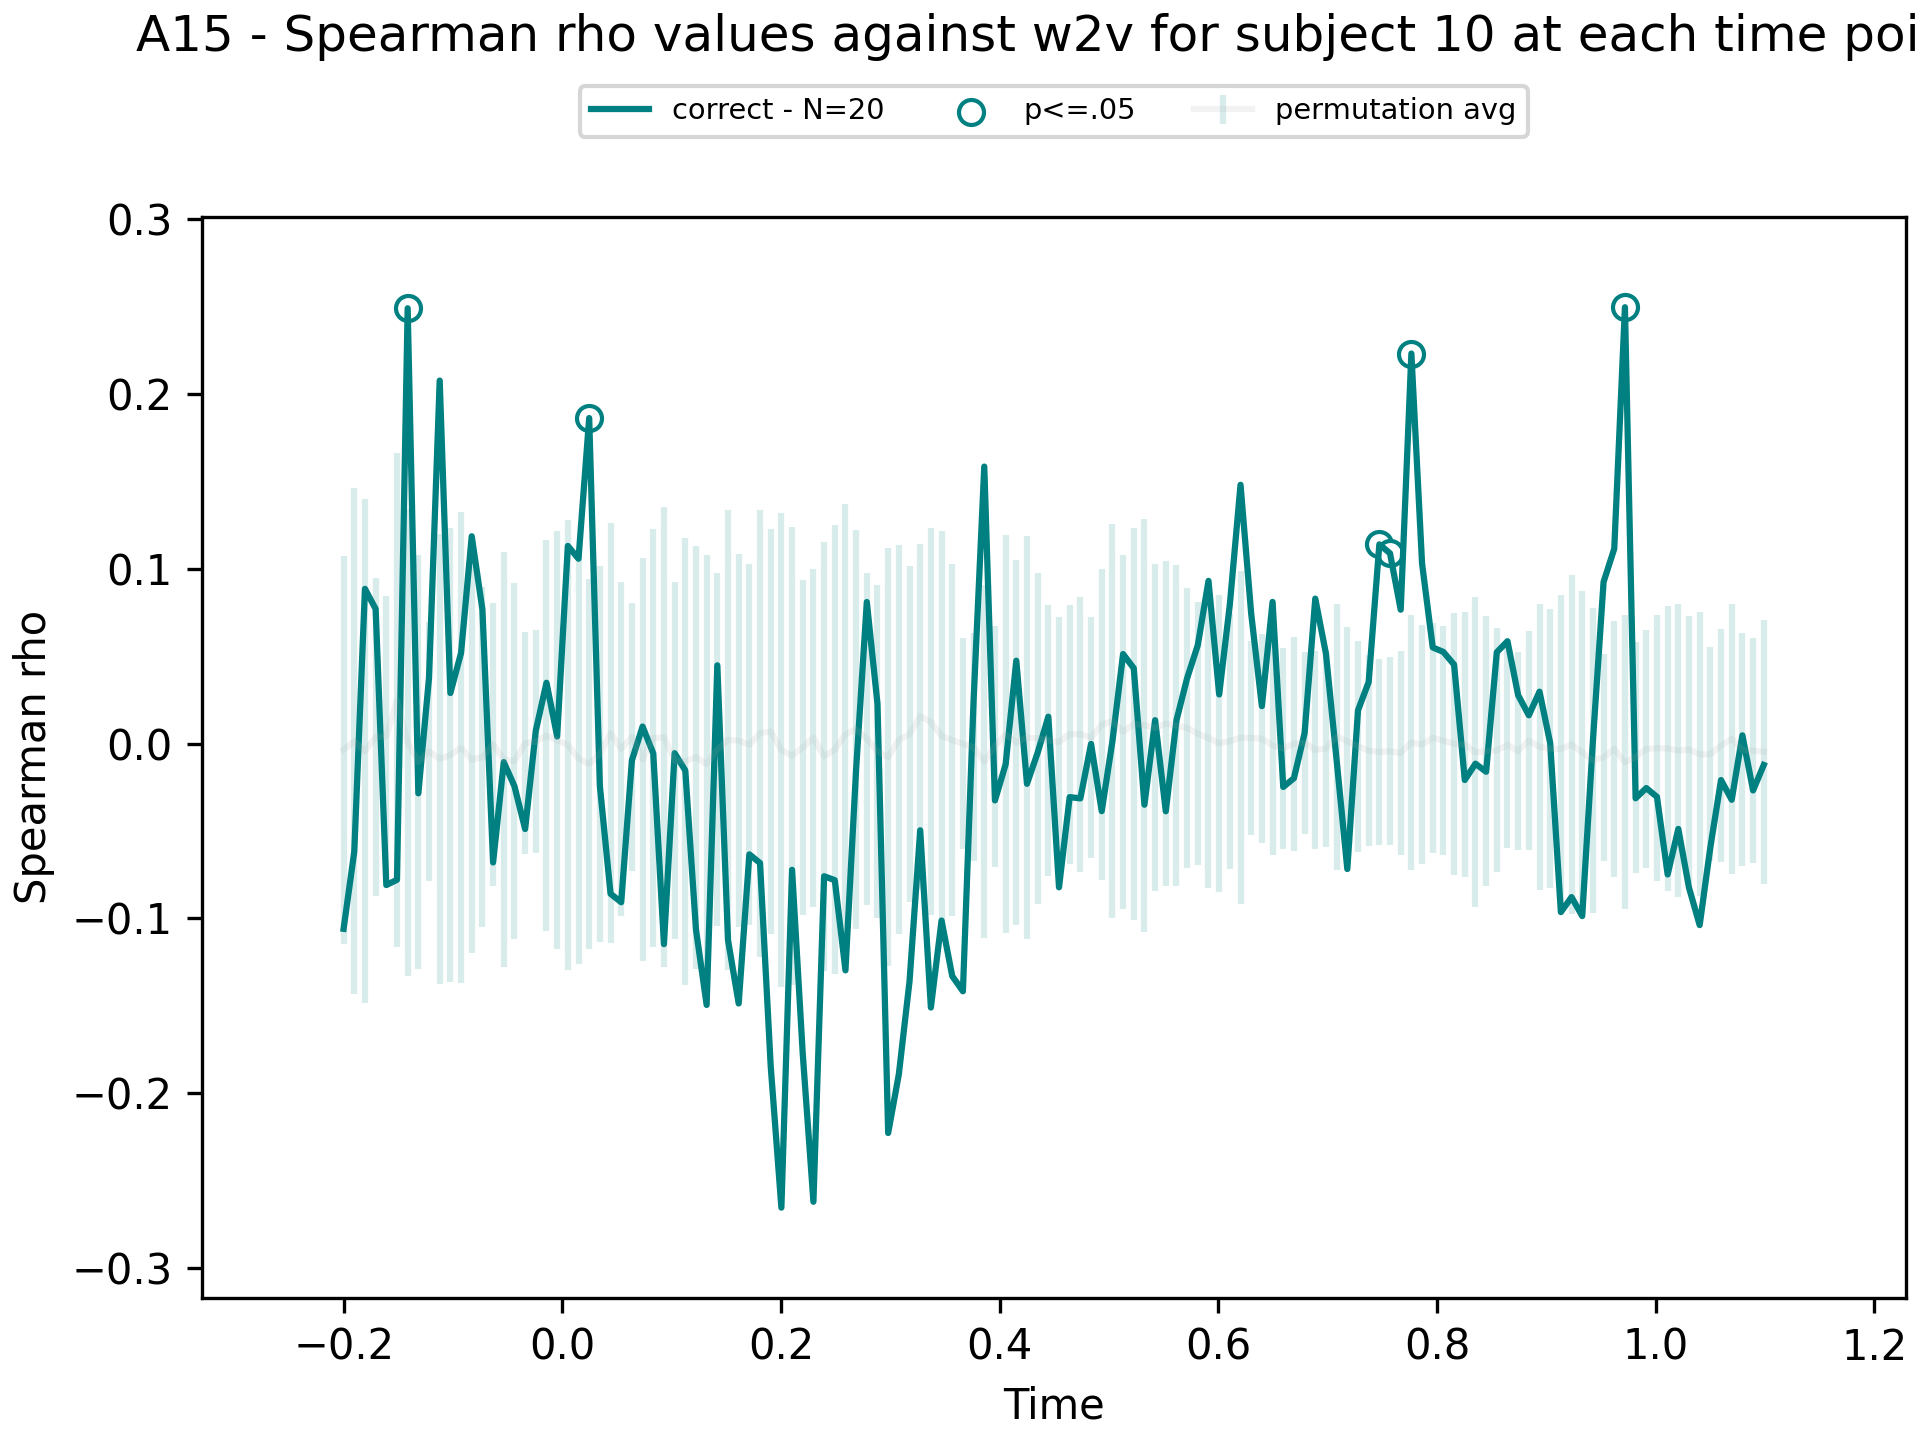 A15 - Spearman rho values against w2v for subject 10 at each time poi
correct - N=20 p<=.05 permutation avg
0.3
0.2
0.1
0.0
−0.1
−0.2
−0.3
Spearman rho
−0.2 0.0 0.2 0.4 0.6 0.8 1.0 1.2
Time